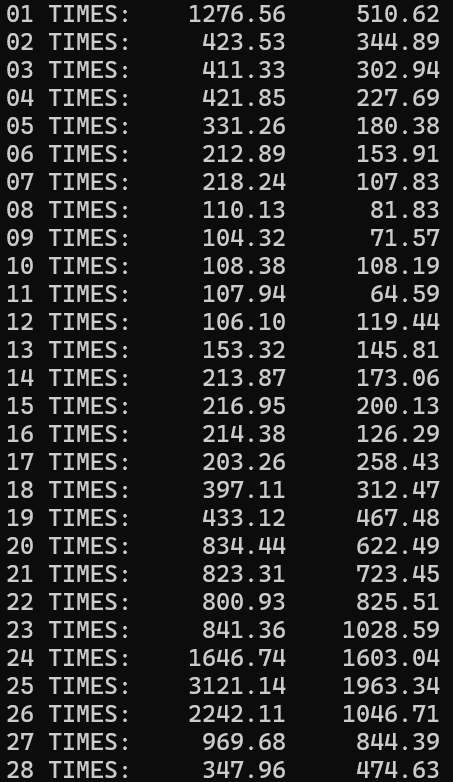 01 TIMES:    1276.56     510.62
02 TIMES:     423.53     344.89
03 TIMES:     411.33     302.94
04 TIMES:     421.85     227.69
05 TIMES:     331.26     180.38
06 TIMES:     212.89     153.91
07 TIMES:     218.24     107.83
08 TIMES:     110.13      81.83
09 TIMES:     104.32      71.57
10 TIMES:     108.38     108.19
11 TIMES:     107.94      64.59
12 TIMES:     106.10     119.44
13 TIMES:     153.32     145.81
14 TIMES:     213.87     173.06
15 TIMES:     216.95     200.13
16 TIMES:     214.38     126.29
17 TIMES:     203.26     258.43
18 TIMES:     397.11     312.47
19 TIMES:     433.12     467.48
20 TIMES:     834.44     622.49
21 TIMES:     823.31     723.45
22 TIMES:     800.93     825.51
23 TIMES:     841.36    1028.59
24 TIMES:    1646.74    1603.04
25 TIMES:    3121.14    1963.34
26 TIMES:    2242.11    1046.71
27 TIMES:     969.68     844.39
28 TIMES:     347.96     474.63